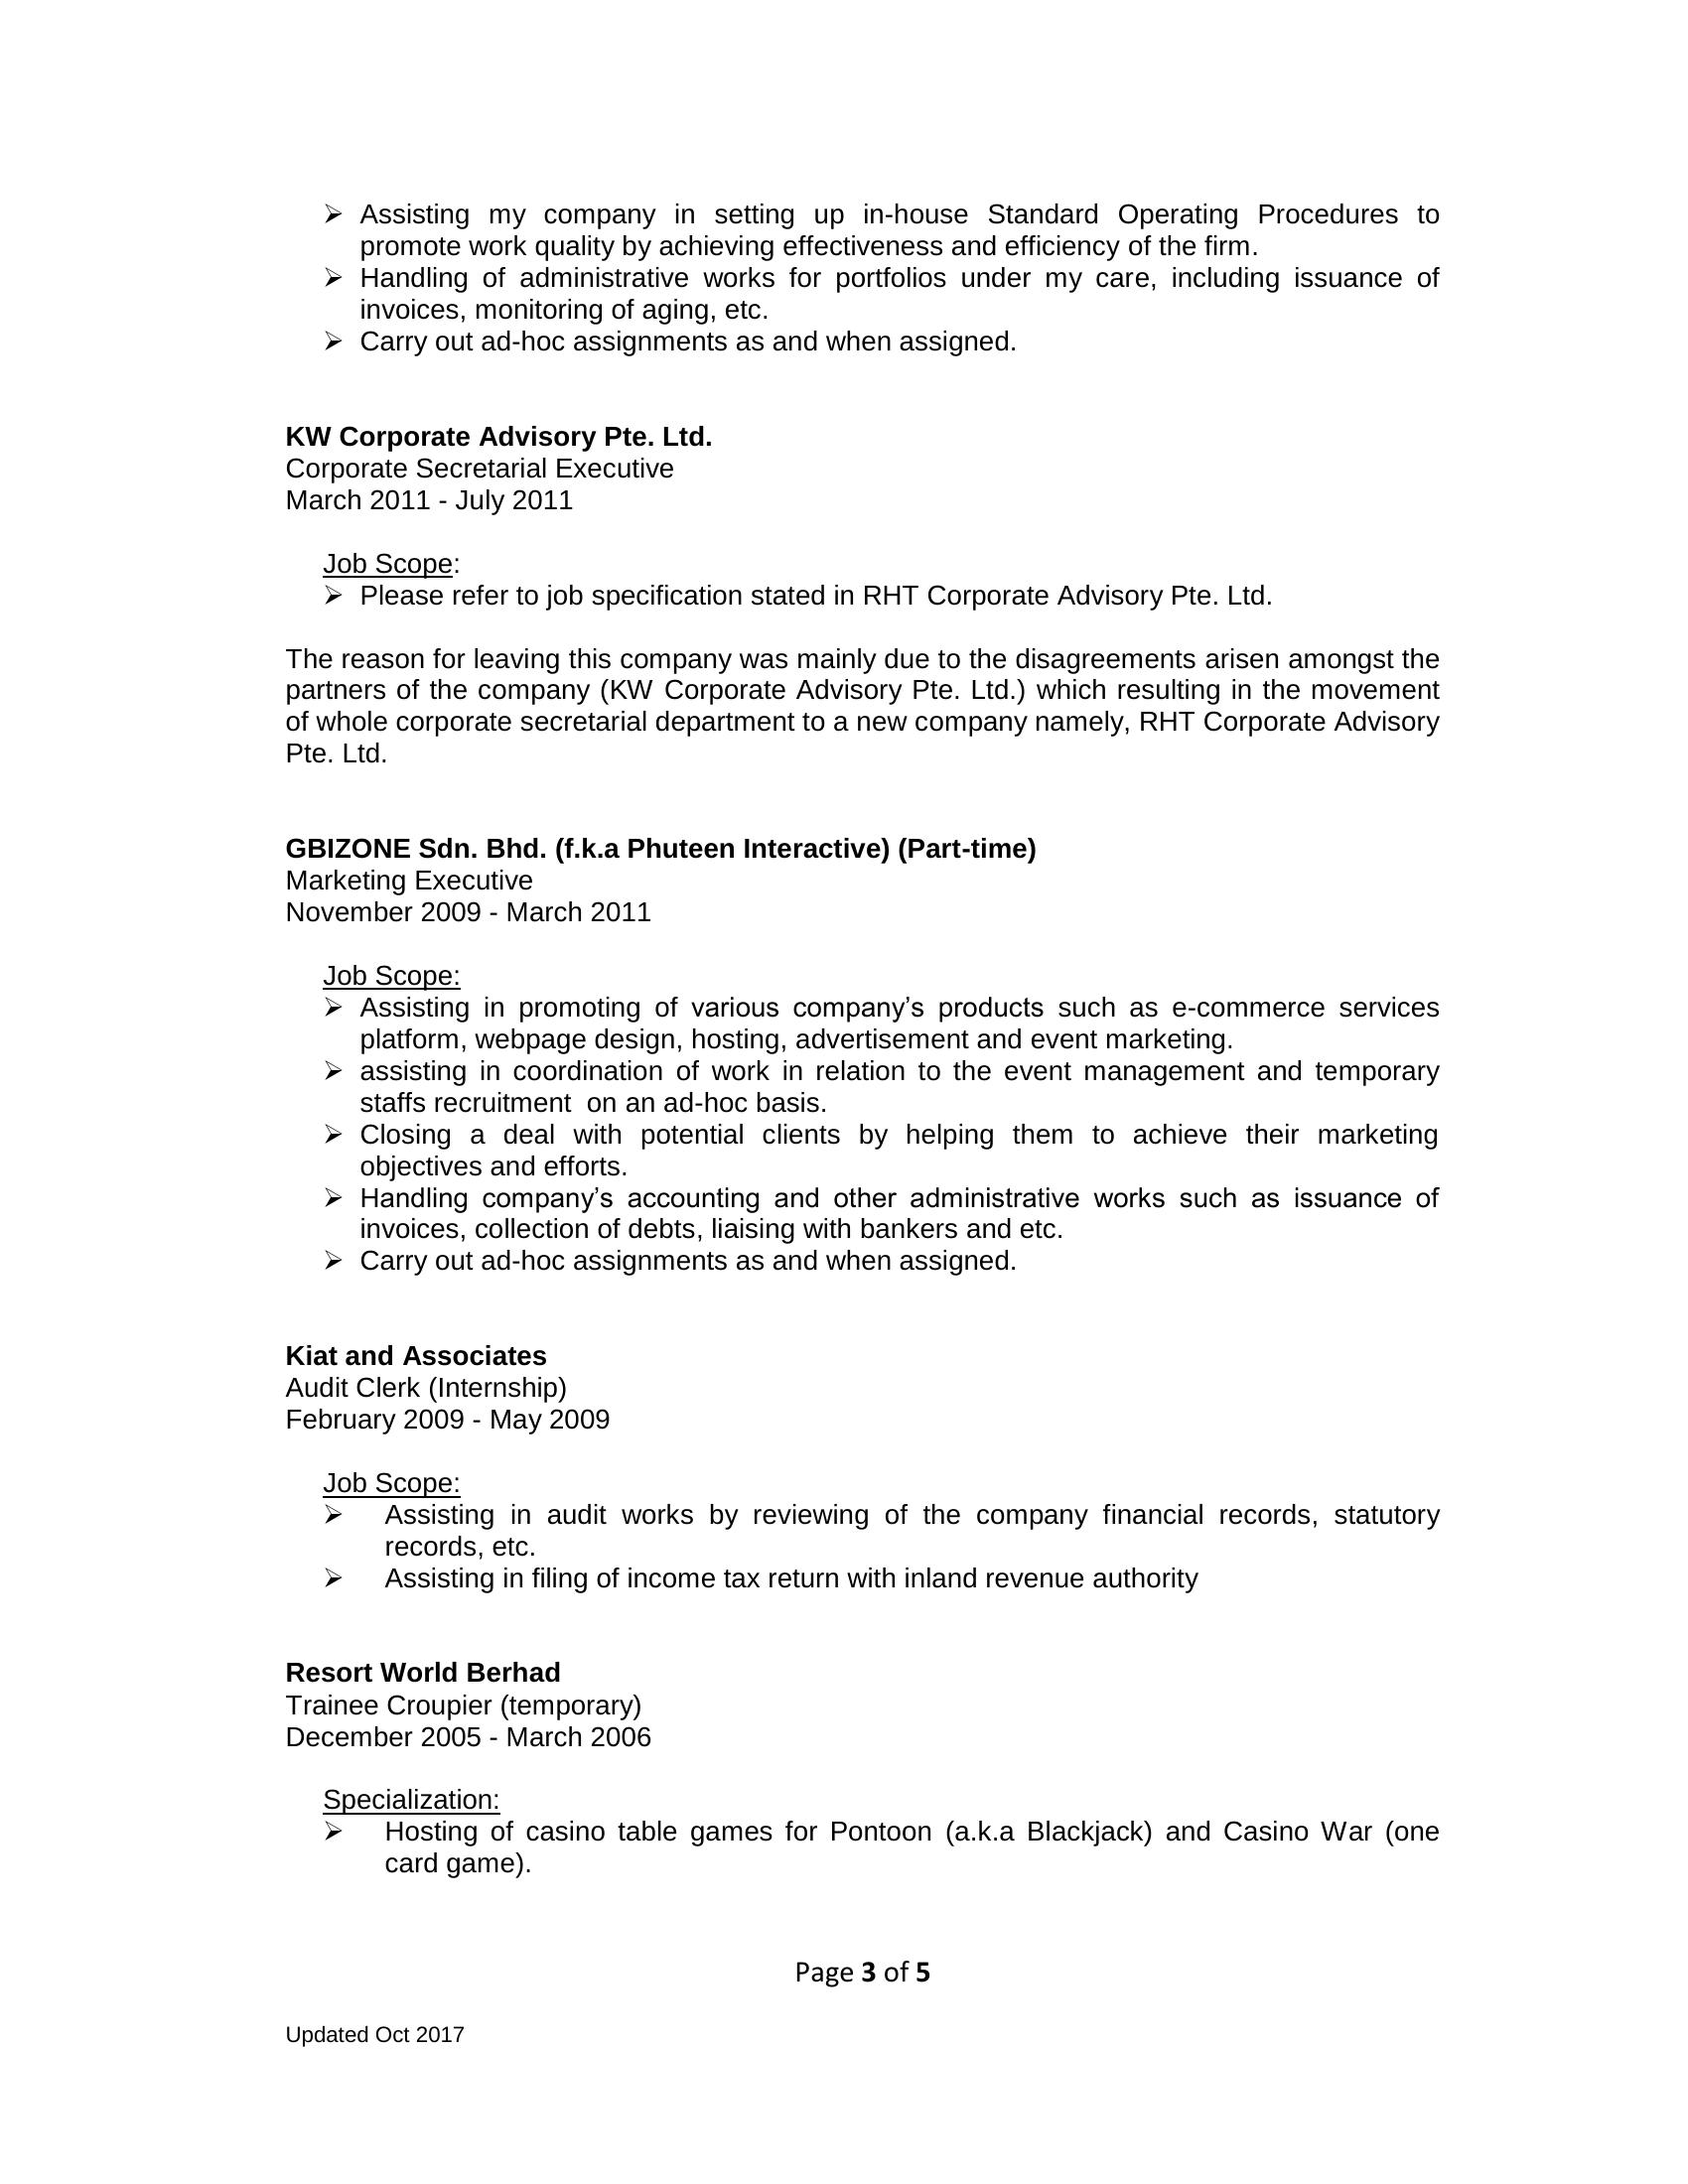 ➢ Assisting my company in setting up in-house Standard Operating Procedures to
promote work quality by achieving effectiveness and efficiency of the firm.
➢ Handling of administrative works for portfolios under my care, including issuance of
invoices, monitoring of aging, etc.
➢ Carry out ad-hoc assignments as and when assigned.
KW Corporate Advisory Pte. Ltd.
Corporate Secretarial Executive
March 2011 - July 2011
Job Scope:
➢ Please refer to job specification stated in RHT Corporate Advisory Pte. Ltd.
The reason for leaving this company was mainly due to the disagreements arisen amongst the
partners of the company (KW Corporate Advisory Pte. Ltd.) which resulting in the movement
of whole corporate secretarial department to a new company namely, RHT Corporate Advisory
Pte. Ltd.
GBIZONE Sdn. Bhd. (f.k.a Phuteen Interactive) (Part-time)
Marketing Executive
November 2009 - March 2011
Job Scope:
➢ Assisting in promoting of various company’s products such as e-commerce services
platform, webpage design, hosting, advertisement and event marketing.
➢ assisting in coordination of work in relation to the event management and temporary
staffs recruitment  on an ad-hoc basis.
➢ Closing a deal with potential clients by helping them to achieve their marketing
objectives and efforts.
➢ Handling company’s accounting and other administrative works such as issuance of
invoices, collection of debts, liaising with bankers and etc.
➢ Carry out ad-hoc assignments as and when assigned.
Kiat and Associates
Audit Clerk (Internship)
February 2009 - May 2009
Job Scope:
➢ Assisting in audit works by reviewing of the company financial records, statutory
records, etc.
➢ Assisting in filing of income tax return with inland revenue authority
Resort World Berhad
Trainee Croupier (temporary)
December 2005 - March 2006
Specialization:
➢ Hosting of casino table games for Pontoon (a.k.a Blackjack) and Casino War (one
card game).
Page 3 of 5
Updated Oct 2017